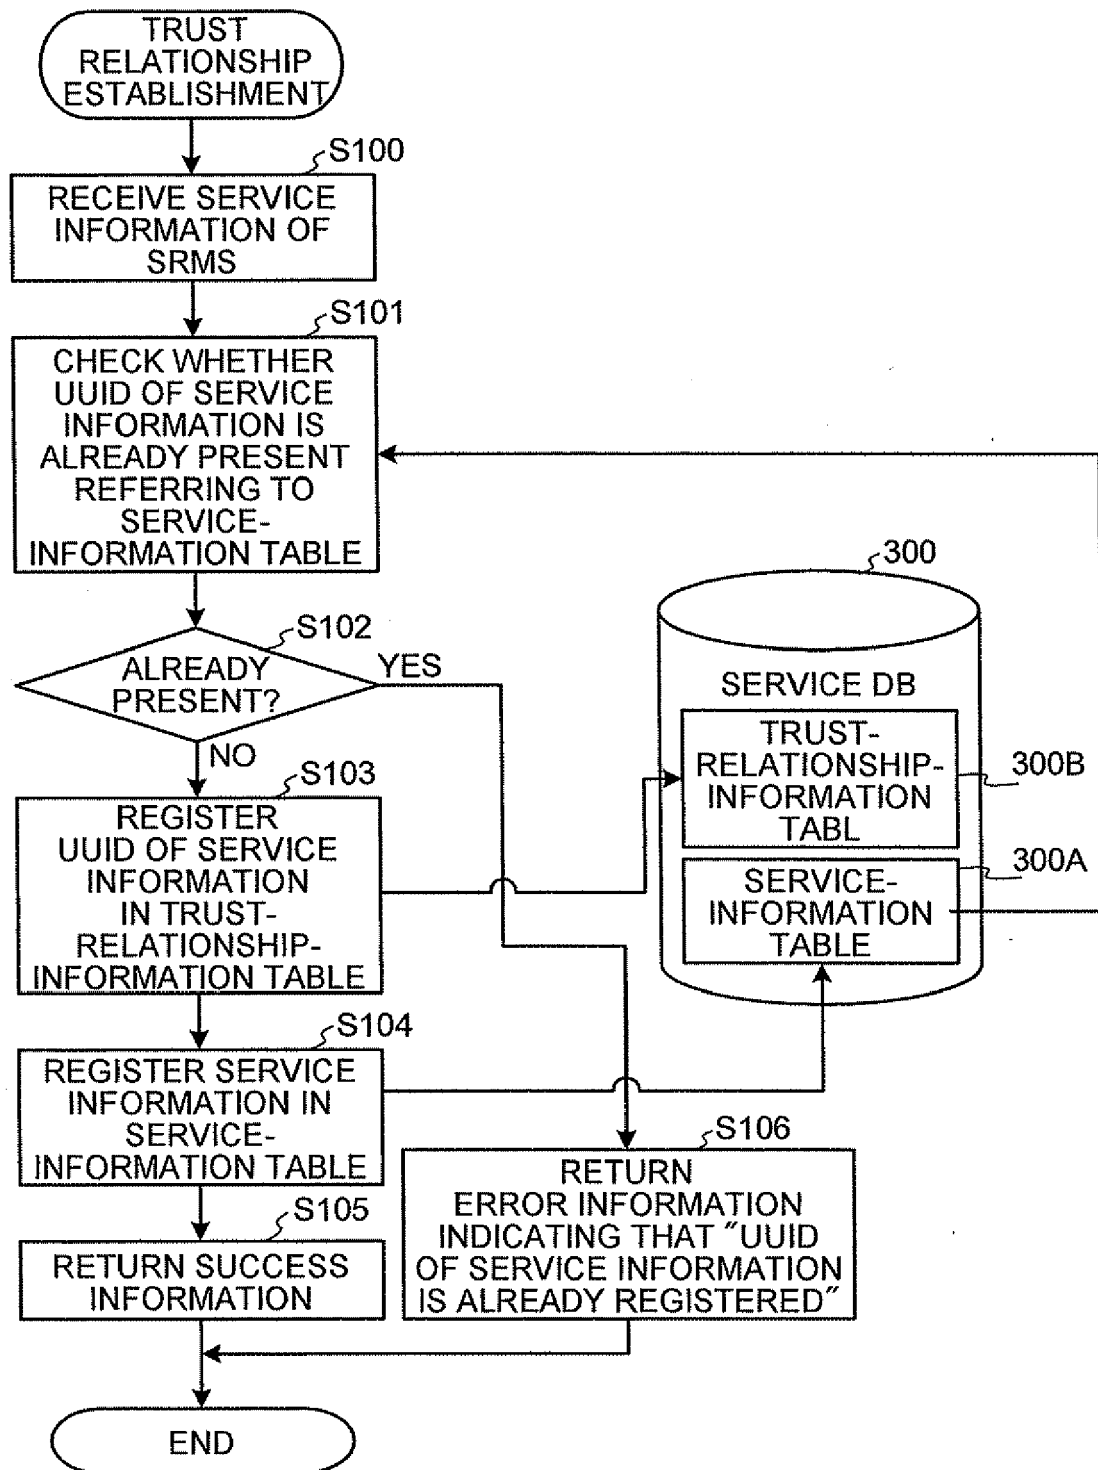 TRUST
RELATIONSHIP
ESTABLISHMENT
S100
RECEIVE SERVICE
INFORMATION OF
SRMS
S101
CHECK WHETHER
UUID OF SERVICE
INFORMATION IS
ALREADY PRESENT
REFERRING TO
SERVICE-
INFORMATION TABLE
S102
ALREADY
PRESENT?
YES
NO
S103
REGISTER
UUID OF SERVICE
INFORMATION
IN TRUST-
RELATIONSHIP-
INFORMATION TABLE
300
SERVICE DB
TRUST-
RELATIONSHIP-
INFORMATION
TABL
300B
300A
SERVICE-
INFORMATION
TABLE
S104
REGISTER SERVICE
INFORMATION IN
SERVICE-
INFORMATION TABLE
S105
RETURN SUCCESS
INFORMATION
S106
RETURN
ERROR INFORMATION
INDICATING THAT "UUID
OF SERVICE INFORMATION
IS ALREADY REGISTERED"
END